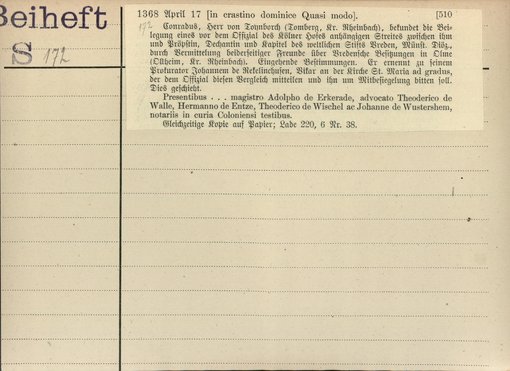 Beiheft
S 172
1368 April 17 [in crastino dominice Quasi modo]. [510
172
Conradus, Herr von Toynborch (Tomberg, Kr. Rheinbach), bekundet die Bei-
legung eines vor dem Offizial des Kölner Hofes anhängigen Streites zwischen ihm
und Pröpstin, Dechantin und Kapitel des weltlichen Stifts Vreden, Münst. Diöz.,
durch Vermittelung beiderseitiger Freunde über Vredensche Besitzungen in Olme
(Ollheim, Kr. Rheinbach). Eingehende Bestimmungen. Er ernennt zu seinem
Prokurator Johannem de Rekelinchusen, Vikar an der Kirche St. Maria ad gradus,
der dem Offizial diesen Vergleich mitteilen und ihn um Mitbesiegelung bitten soll.
Dies geschieht.
Presentibus . . . magistro Adolpho de Erkerade, advocato Theoderico de
Walle, Hermanno de Entze, Theoderico de Wischel ac Johanne de Wustershem,
notariis in curia Coloniensi testibus.
Gleichzeitige Kopie auf Papier; Lade 220, 6 Nr. 38.